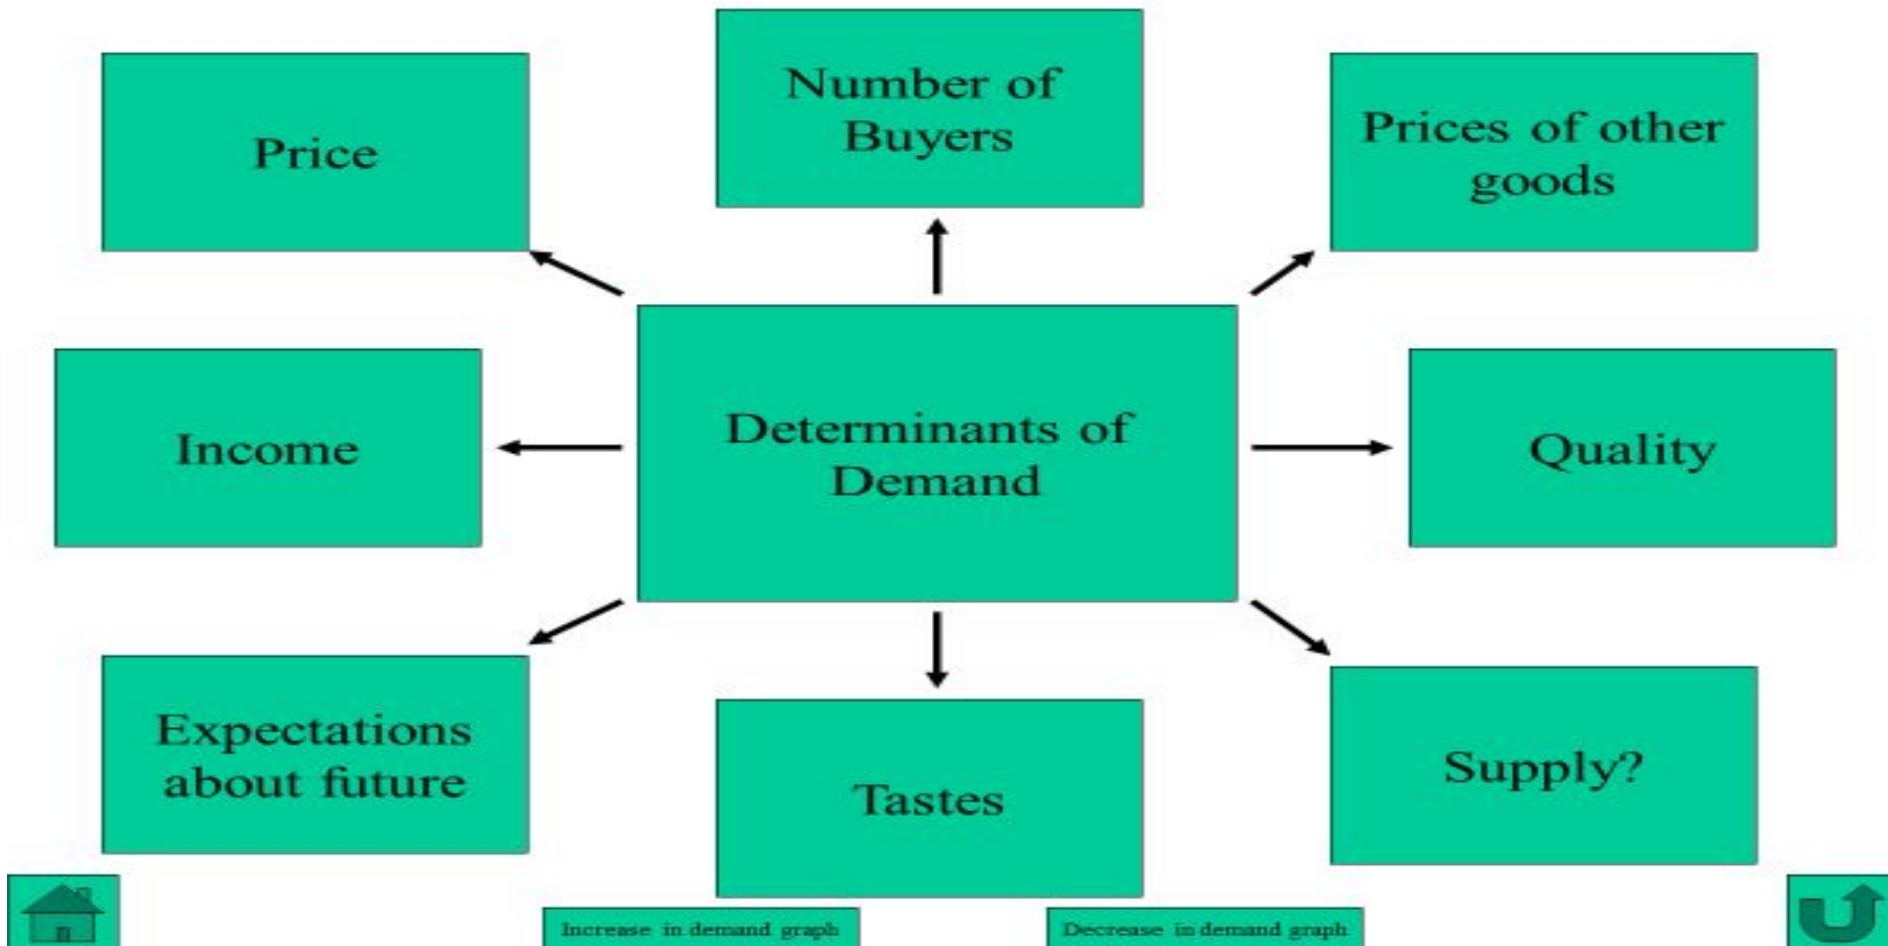 Number of
Buyers
Price
Prices of other
goods
Income
Determinants of
Demand
Quality
Expectations
about future
Tastes
Supply?
Increase in demand graph
Decrease in demand graph